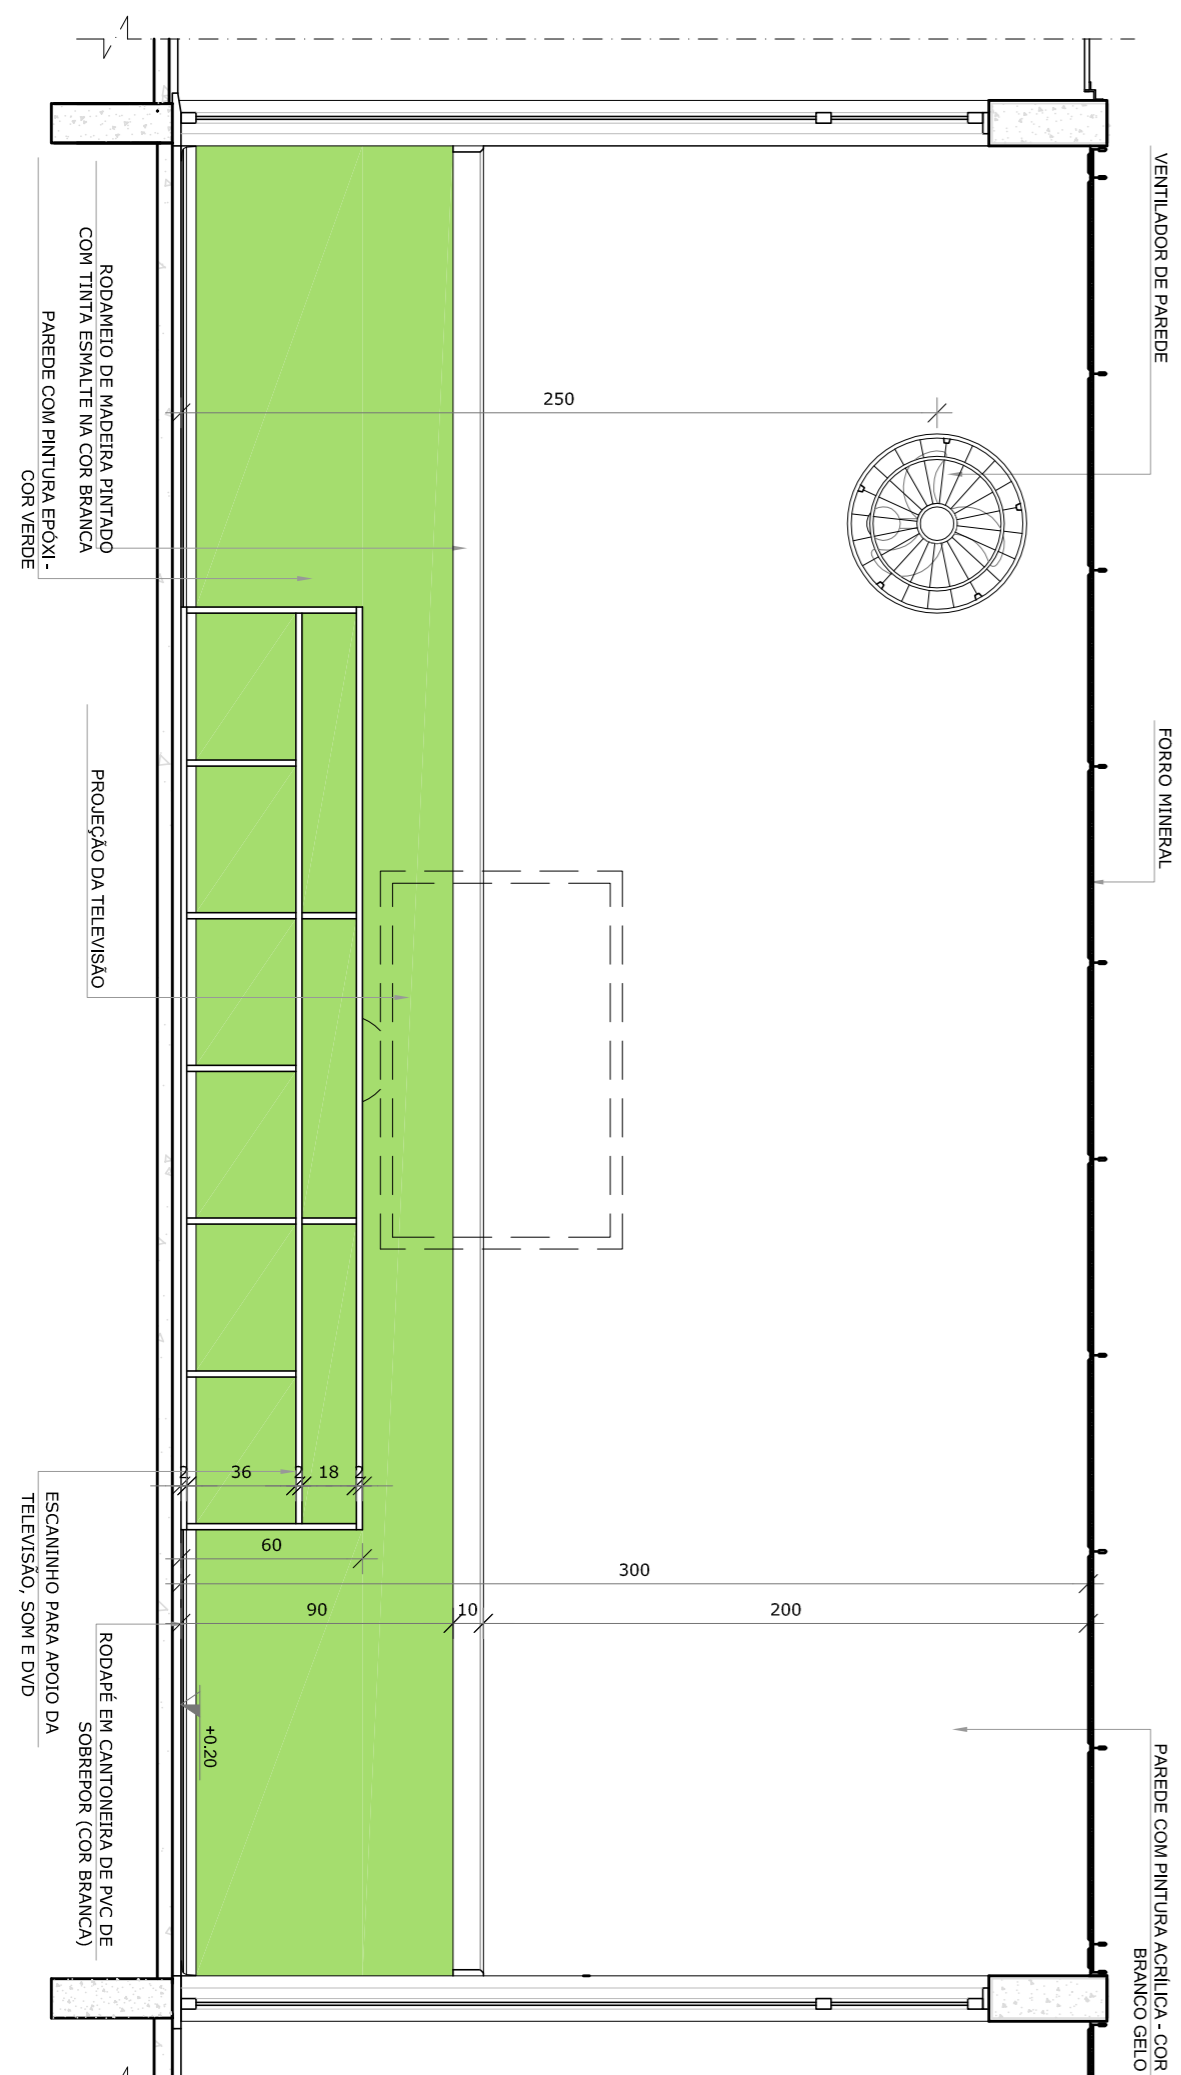 VENTILADOR DE PAREDE
FORRO MINERAL
PAREDE COM PINTURA ACRÍLICA - COR
BRANCO GELO
250
RODAMEIO DE MADEIRA PINTADO
COM TINTA ESMALTE NA COR BRANCA
PAREDE COM PINTURA EPÓXI -
COR VERDE
PROJEÇÃO DA TELEVISÃO
2
36
2
18
2
60
300
90
10
200
+0.20
ESCANINHO PARA APOIO DA
TELEVISÃO, SOM E DVD
RODAPÉ EM CANTONEIRA DE PVC DE
SOBREPOR (COR BRANCA)